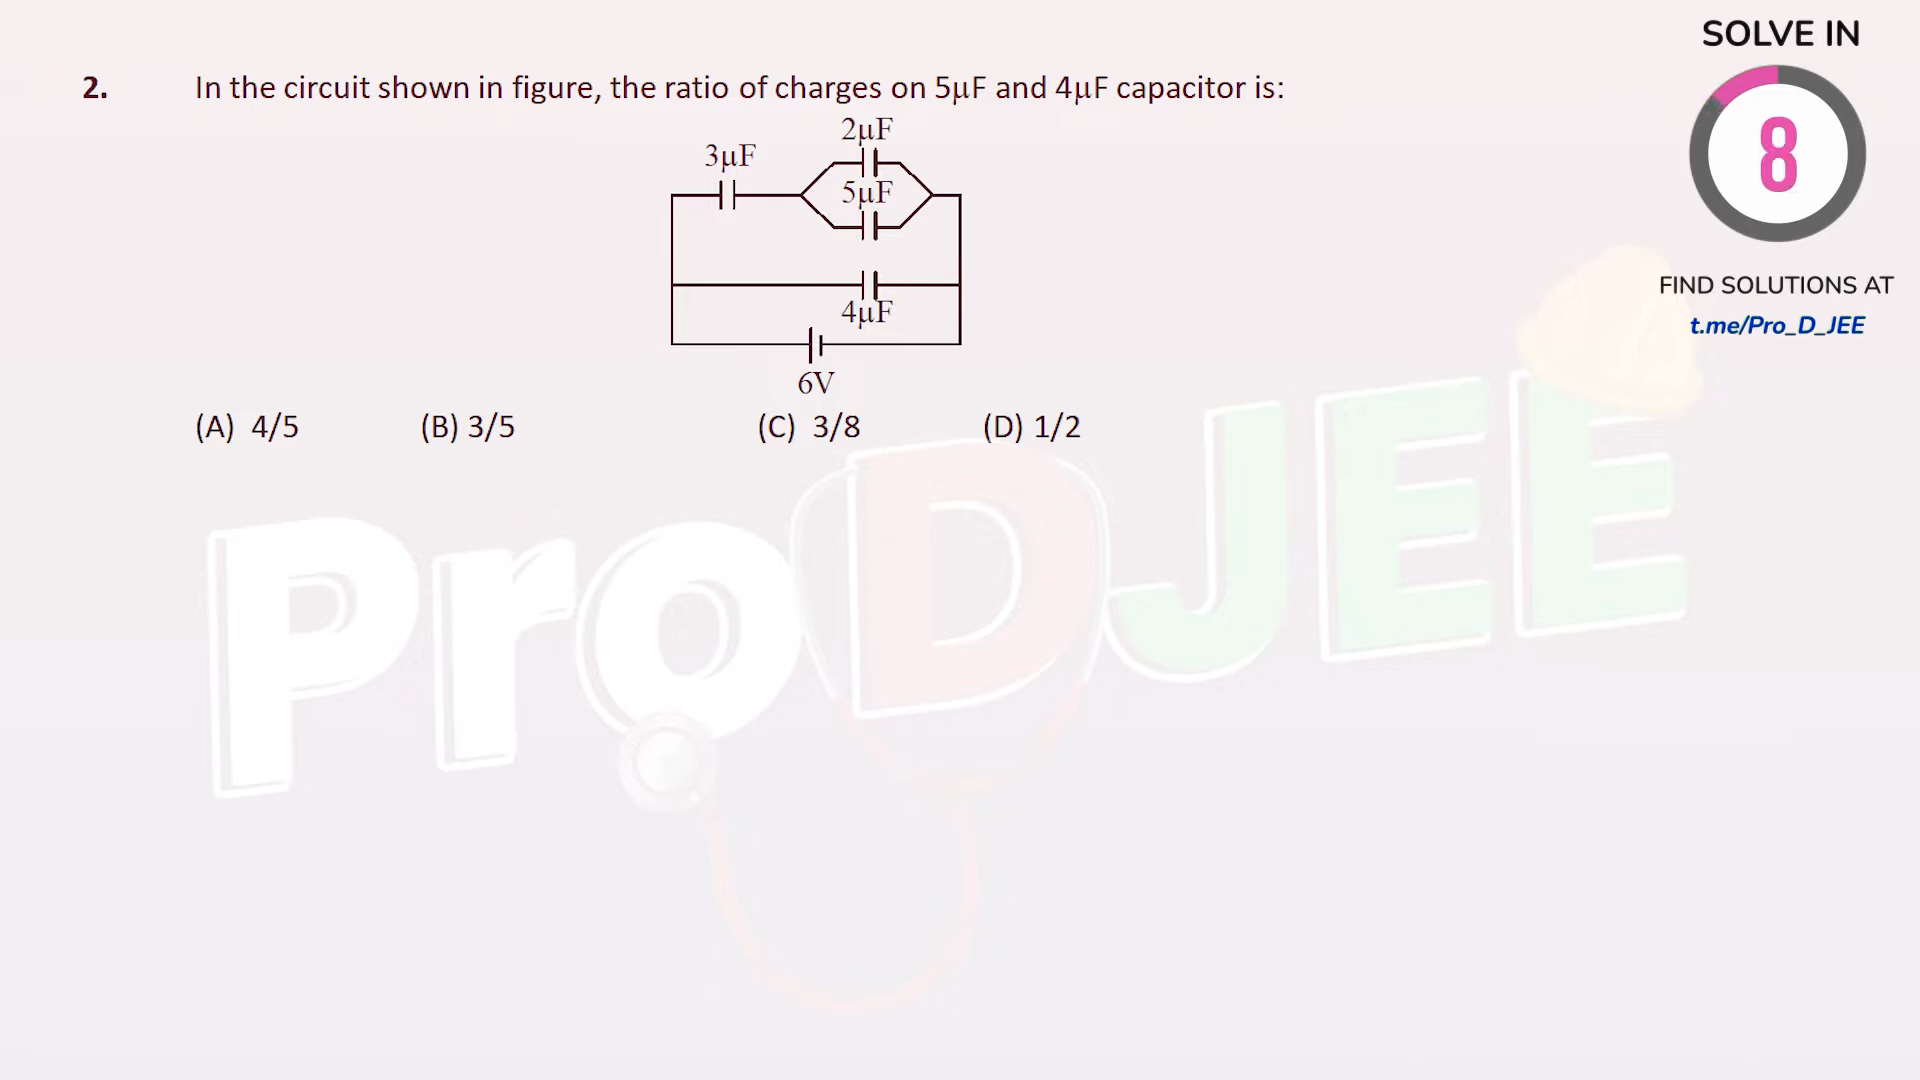 SOLVE IN
8
FIND SOLUTIONS AT
t.me/Pro_D_JEE
2. In the circuit shown in figure, the ratio of charges on 5μF and 4μF capacitor is:
2μF
3μF
5μF
4μF
6V
(A) 4/5 (B) 3/5 (C) 3/8 (D) 1/2
ProDJEE